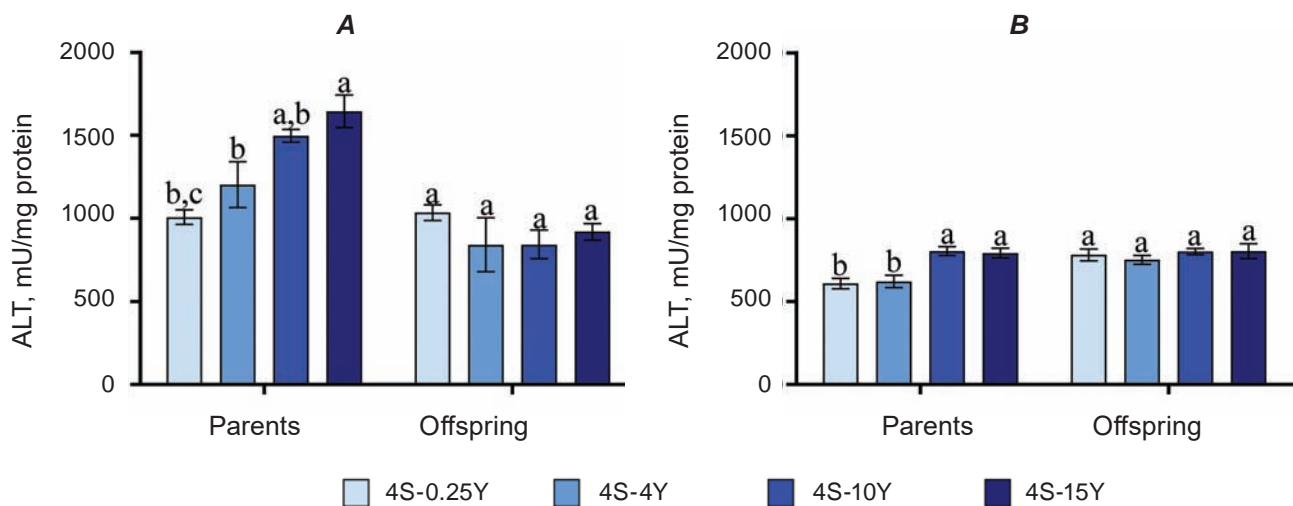 A
2000
1500
1000
500
0
ALT, mU/mg protein
b,c
b
a,b
a
a
a
a
a
Parents
Offspring
B
2000
1500
1000
500
0
ALT, mU/mg protein
b
b
a
a
a
a
a
a
Parents
Offspring
4S-0.25Y
4S-4Y
4S-10Y
4S-15Y